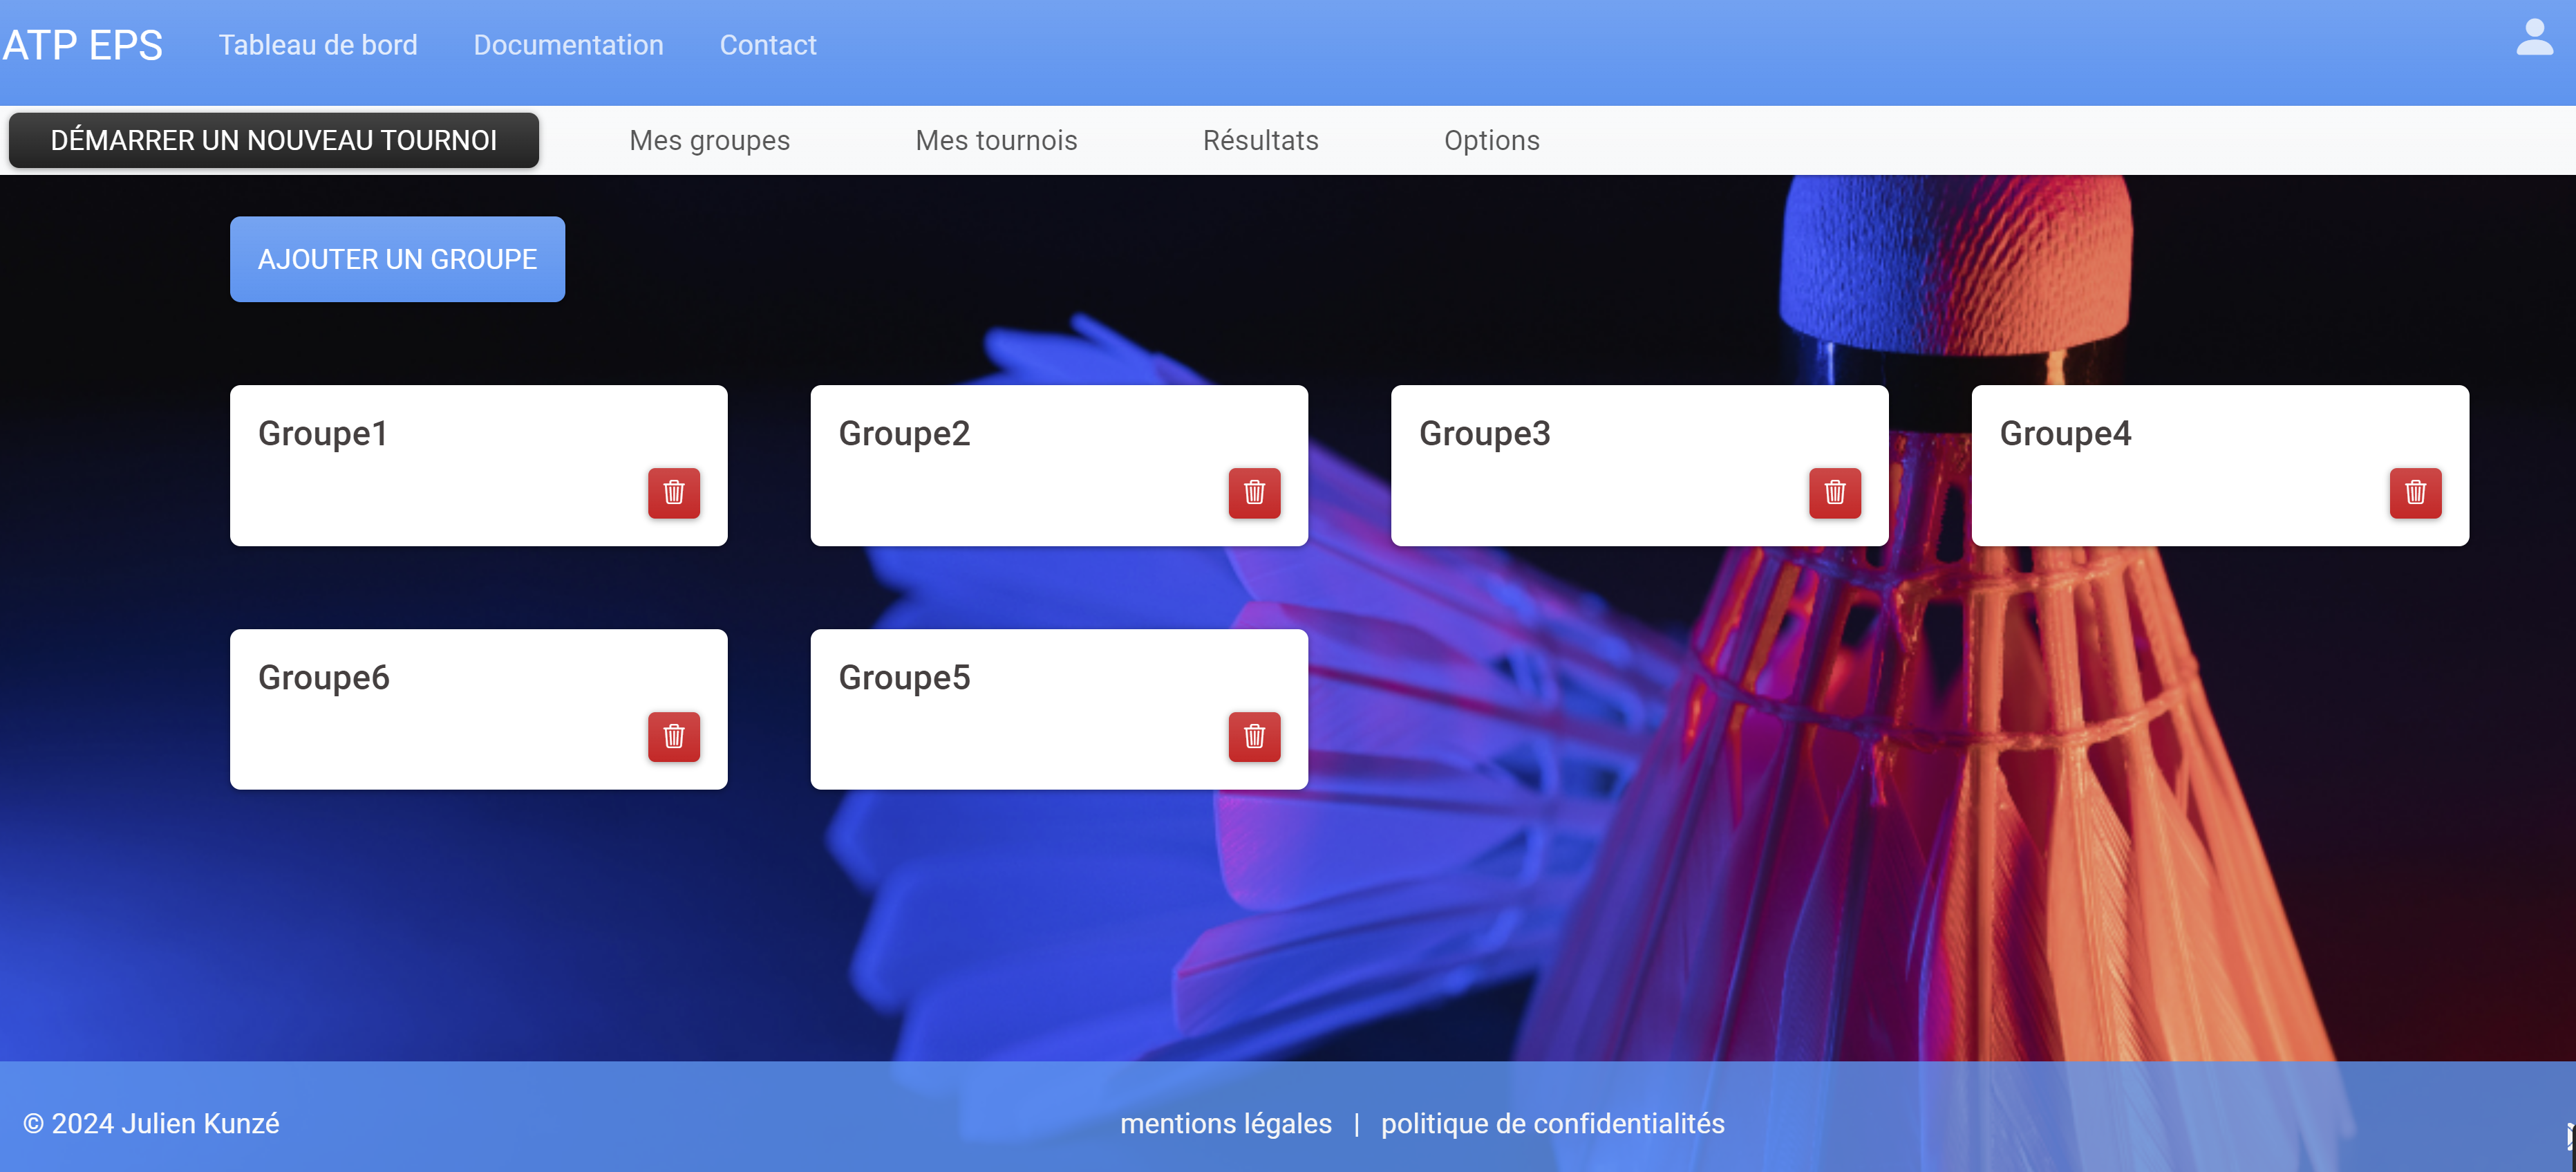 ATP EPS Tableau de bord Documentation Contact
DÉMARRER UN NOUVEAU TOURNOI Mes groupes Mes tournois Résultats Options
AJOUTER UN GROUPE
Groupe1 Groupe2 Groupe3 Groupe4
Groupe6 Groupe5
© 2024 Julien Kunzé mentions légales | politique de confidentialités